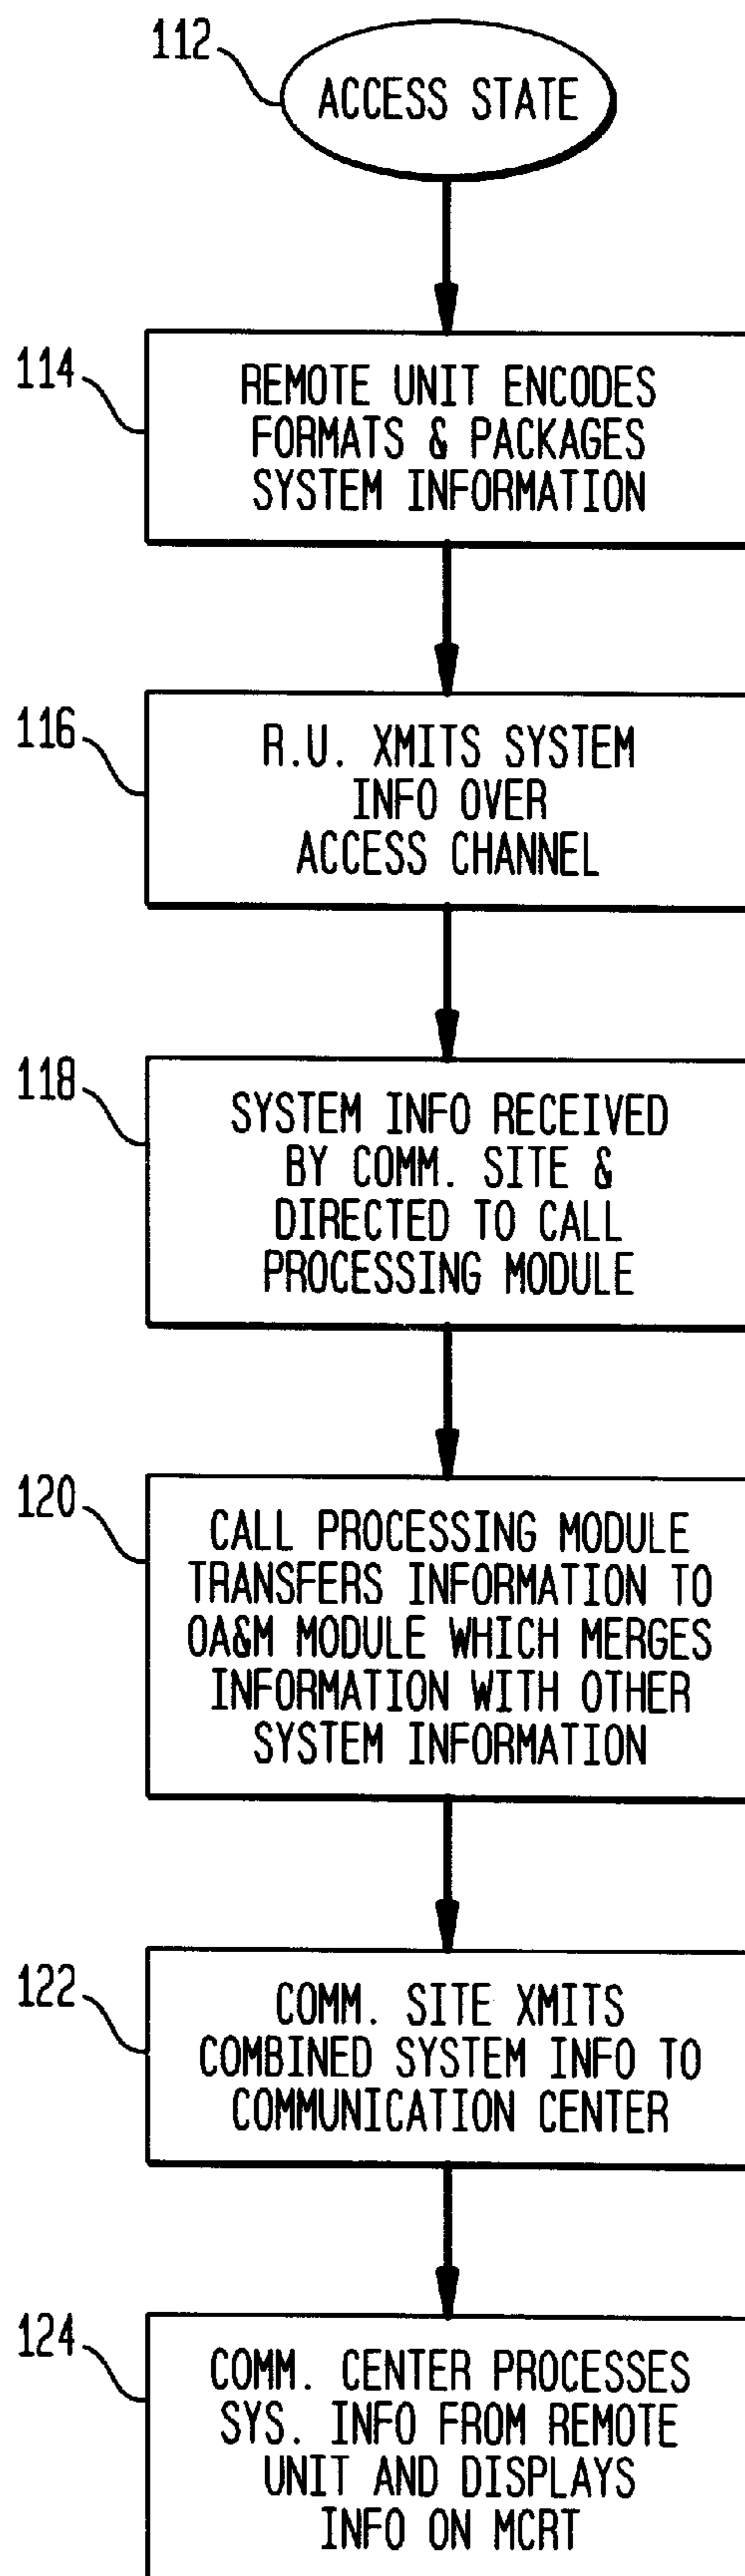 112
ACCESS STATE
114
REMOTE UNIT ENCODES
FORMATS & PACKAGES
SYSTEM INFORMATION
116
R.U. XMITS SYSTEM
INFO OVER
ACCESS CHANNEL
118
SYSTEM INFO RECEIVED
BY COMM. SITE &
DIRECTED TO CALL
PROCESSING MODULE
120
CALL PROCESSING MODULE
TRANSFERS INFORMATION TO
OA&M MODULE WHICH MERGES
INFORMATION WITH OTHER
SYSTEM INFORMATION
122
COMM. SITE XMITS
COMBINED SYSTEM INFO TO
COMMUNICATION CENTER
124
COMM. CENTER PROCESSES
SYS. INFO FROM REMOTE
UNIT AND DISPLAYS
INFO ON MCRT